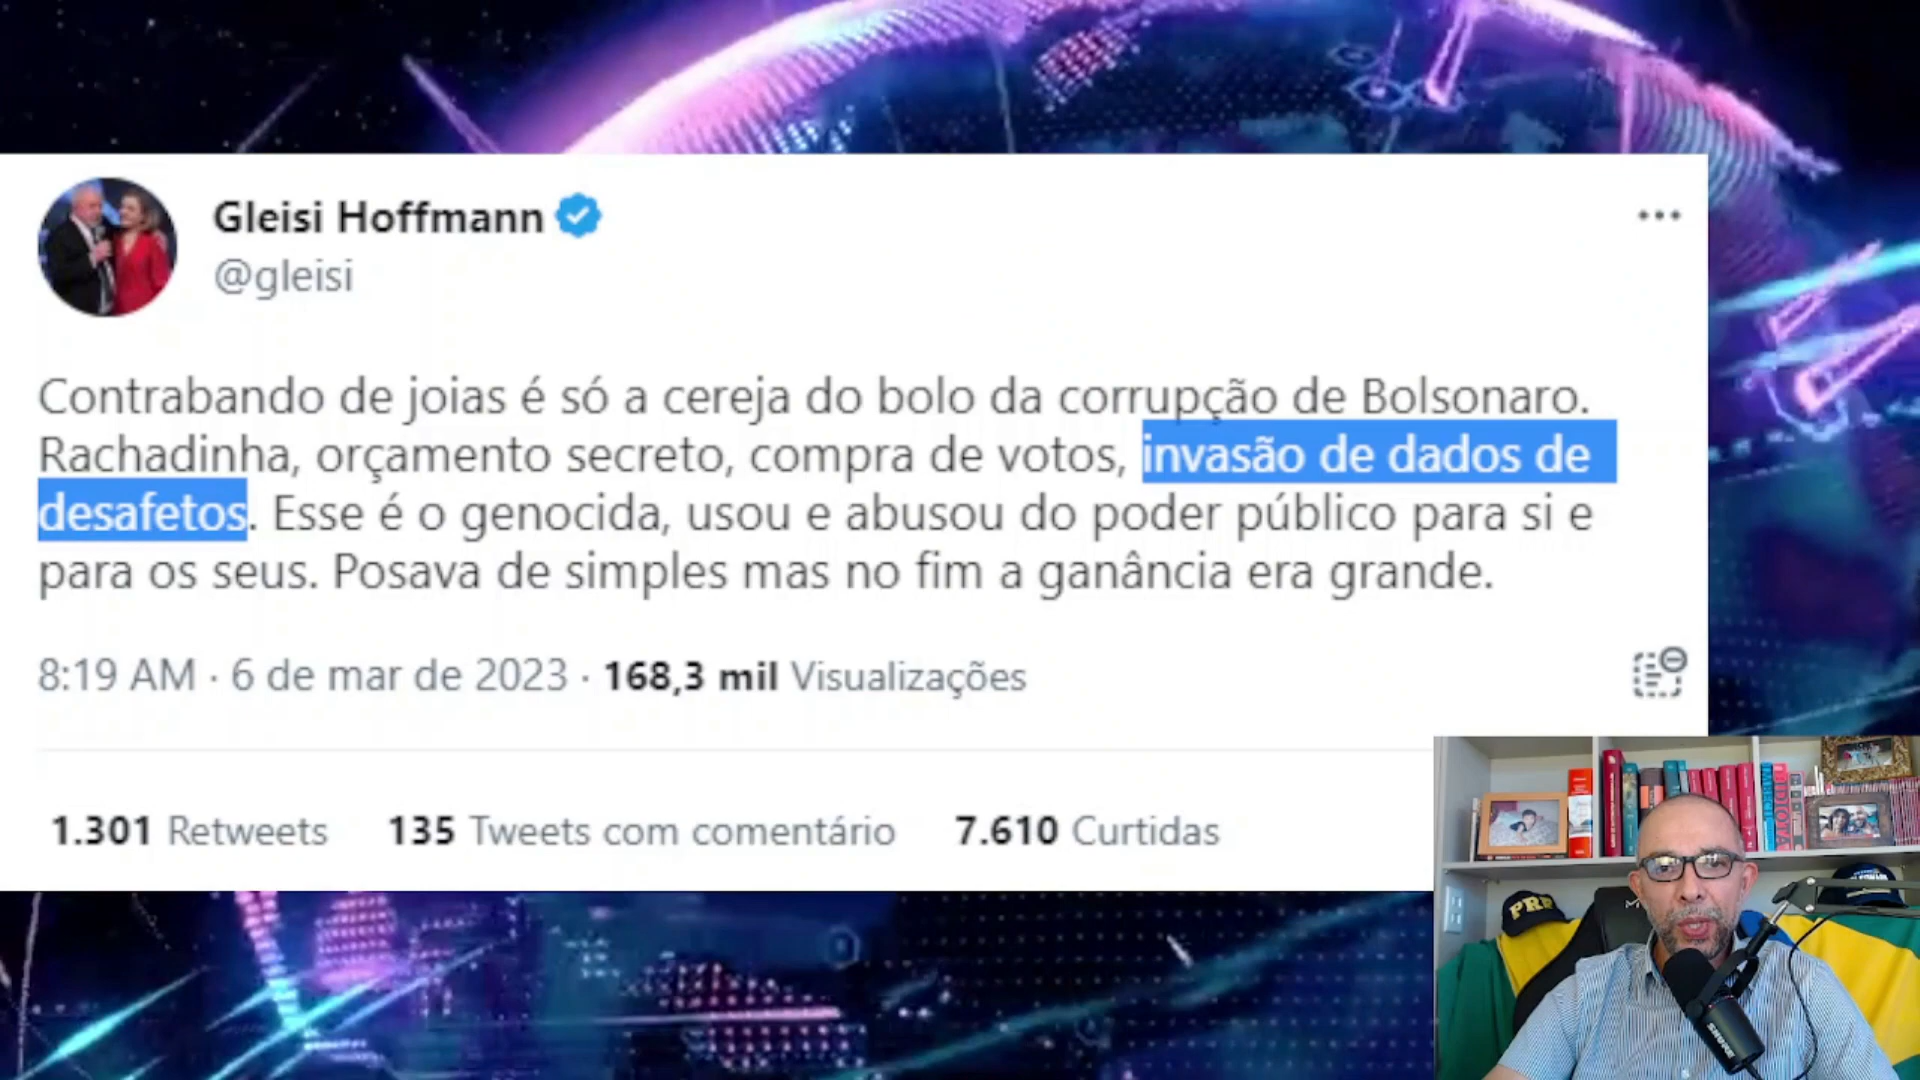 Gleisi Hoffmann
@gleisi
Contrabando de joias é só a cereja do bolo da corrupção de Bolsonaro.
Rachadinha, orçamento secreto, compra de votos, invasão de dados de
desafetos. Esse é o genocida, usou e abusou do poder público para si e
para os seus. Posava de simples mas no fim a ganância era grande.
8:19 AM · 6 de mar de 2023 · 168,3 mil Visualizações
1.301 Retweets 135 Tweets com comentário 7.610 Curtidas
PRF
SHURE